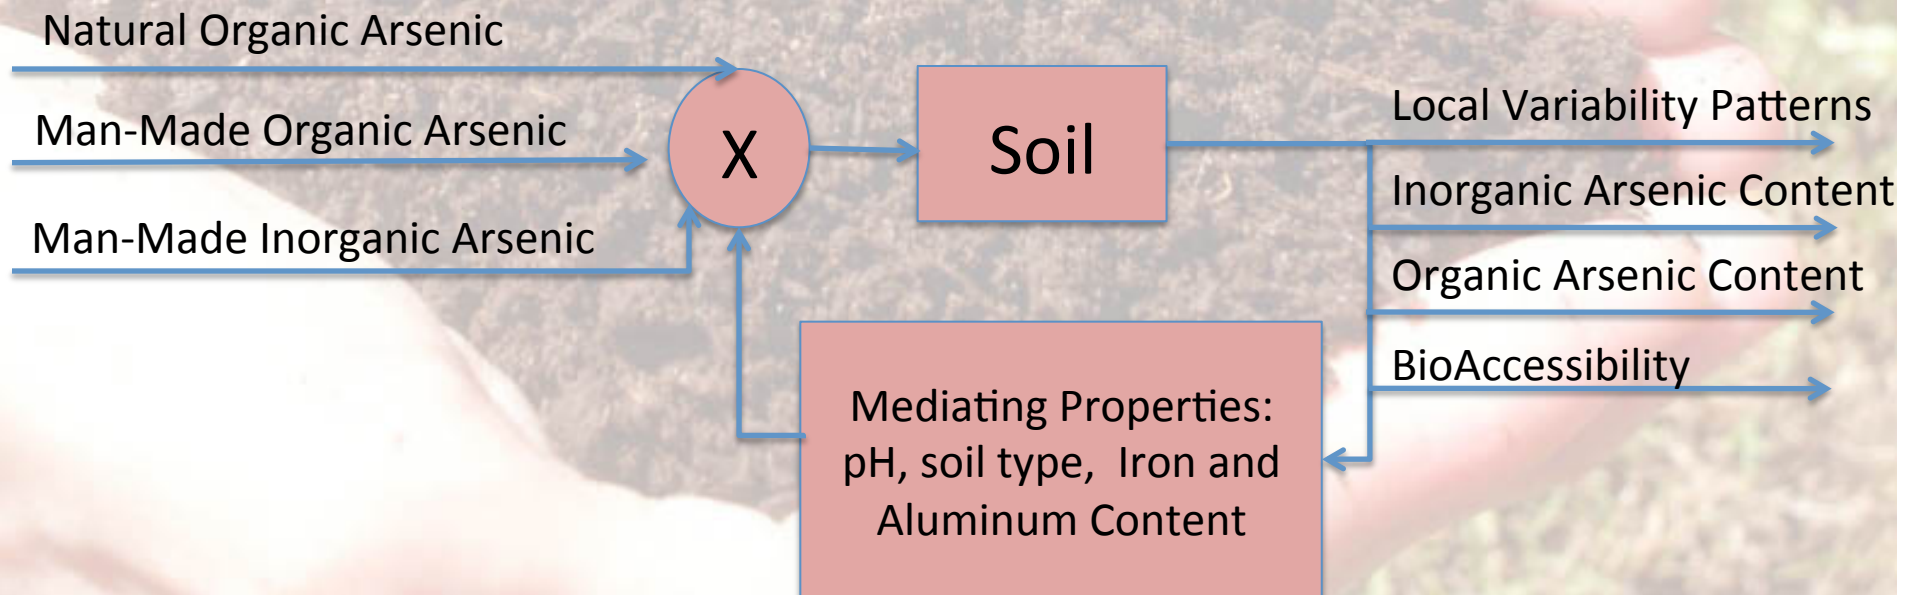 Natural Organic Arsenic
Man-Made Organic Arsenic
Man-Made Inorganic Arsenic
X
Soil
Local Variability Patterns
Inorganic Arsenic Content
Organic Arsenic Content
BioAccessibility
Mediating Properties:
pH, soil type, Iron and
Aluminum Content